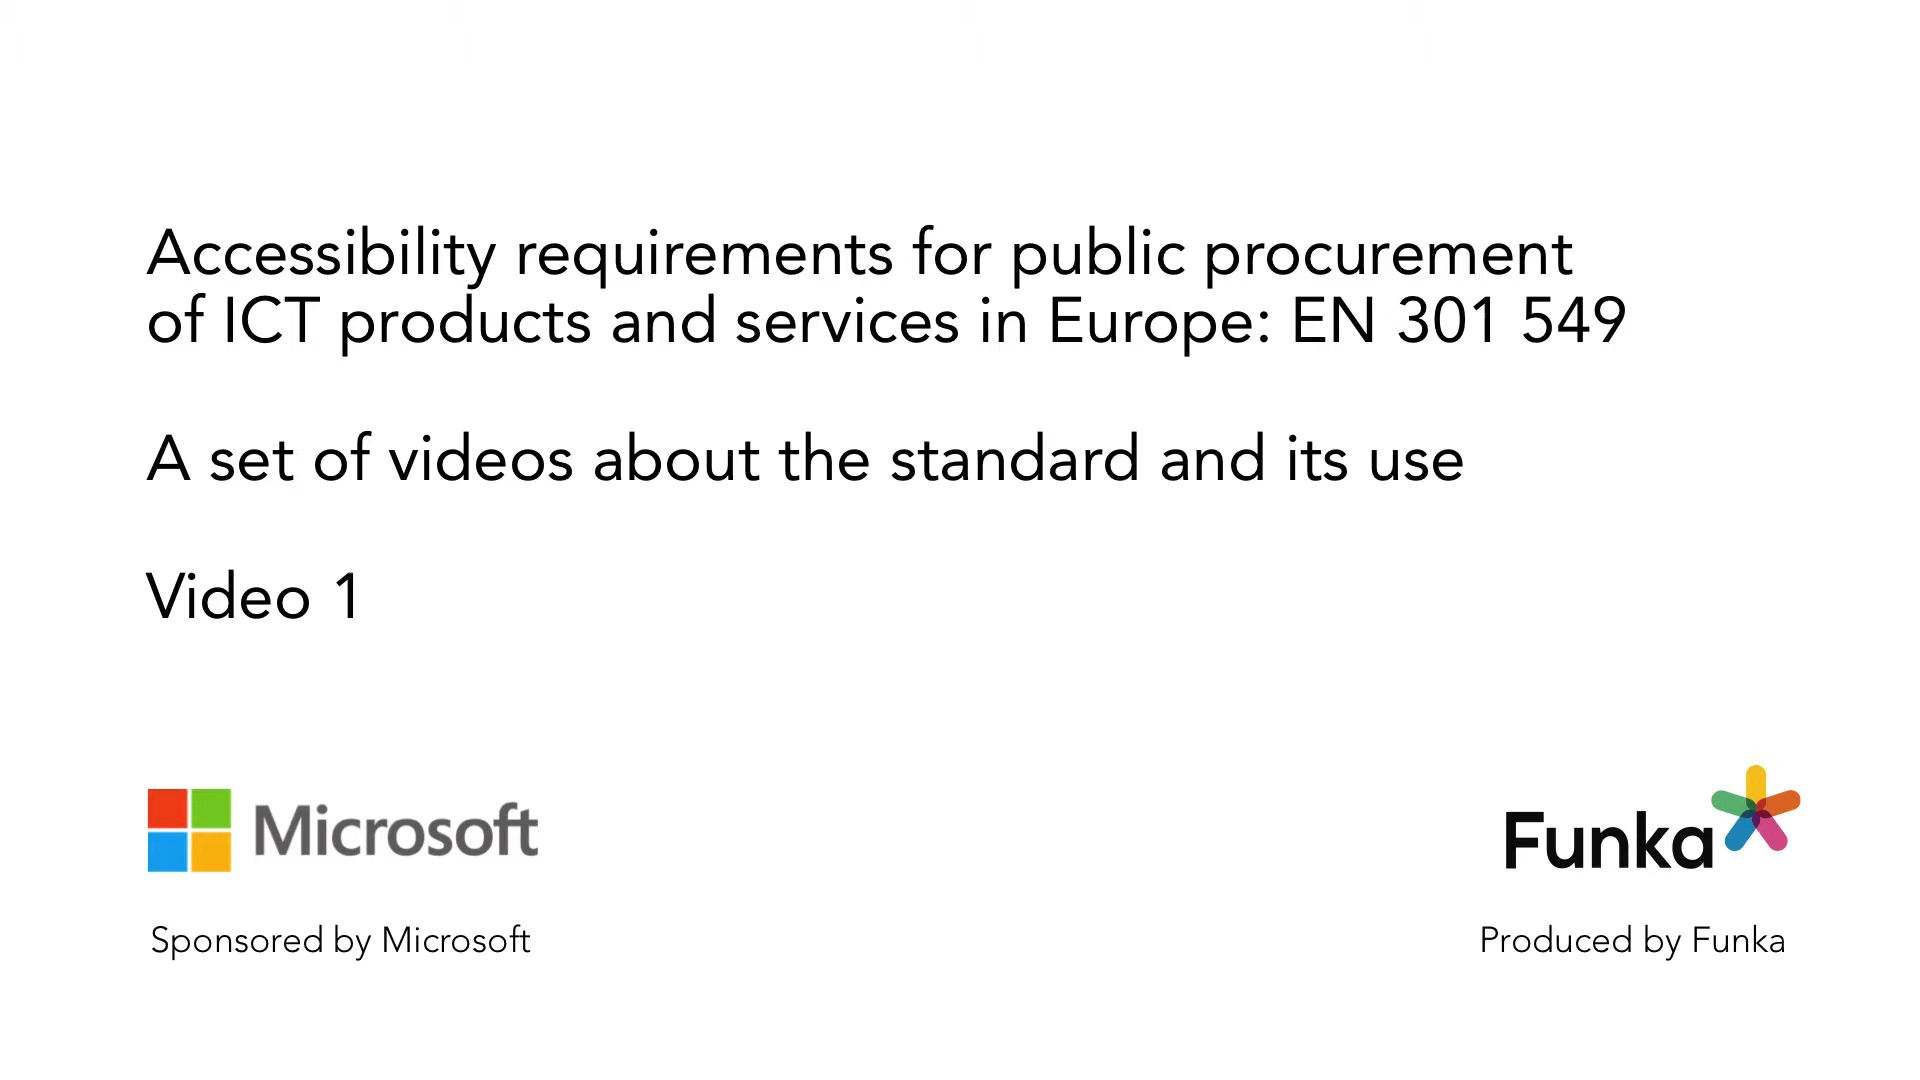 Accessibility requirements for public procurement
of ICT products and services in Europe: EN 301 549
A set of videos about the standard and its use
Video 1
Microsoft
Funka
Sponsored by Microsoft
Produced by Funka